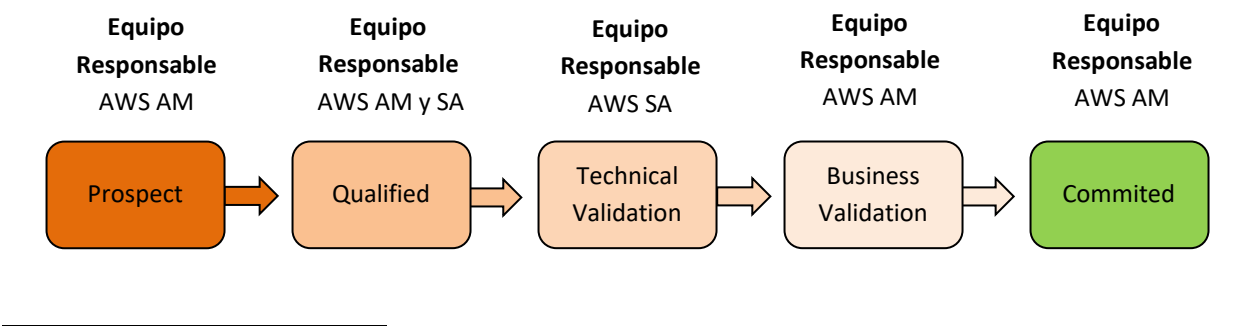 Equipo
Responsable
AWS AM
Equipo
Responsable
AWS AM y SA
Equipo
Responsable
AWS SA
Equipo
Responsable
AWS AM
Equipo
Responsable
AWS AM
Prospect
Qualified
Technical
Validation
Business
Validation
Commited